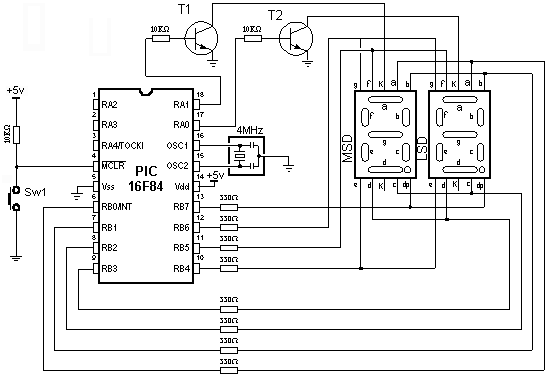 T1
T2
10KΩ
10KΩ
+5v
10KΩ
Sw1
1 RA2
2 RA3
3 RA4/TOCKI
4 MCLR
5 Vss
6 RB0/INT
7 RB1
8 RB2
9 RB3
PIC
16F84
18 RA1
17 RA0
16 OSC1
15 OSC2
14 Vdd
13 RB7
12 RB6
11 RB5
10 RB4
4MHz
+5v
330Ω
330Ω
330Ω
330Ω
330Ω
330Ω
330Ω
330Ω
MSD
g f K a b
a
f b
g
e c
d
e d K c dp
LSD
g f K a b
a
f b
g
e c
d
e d K c dp